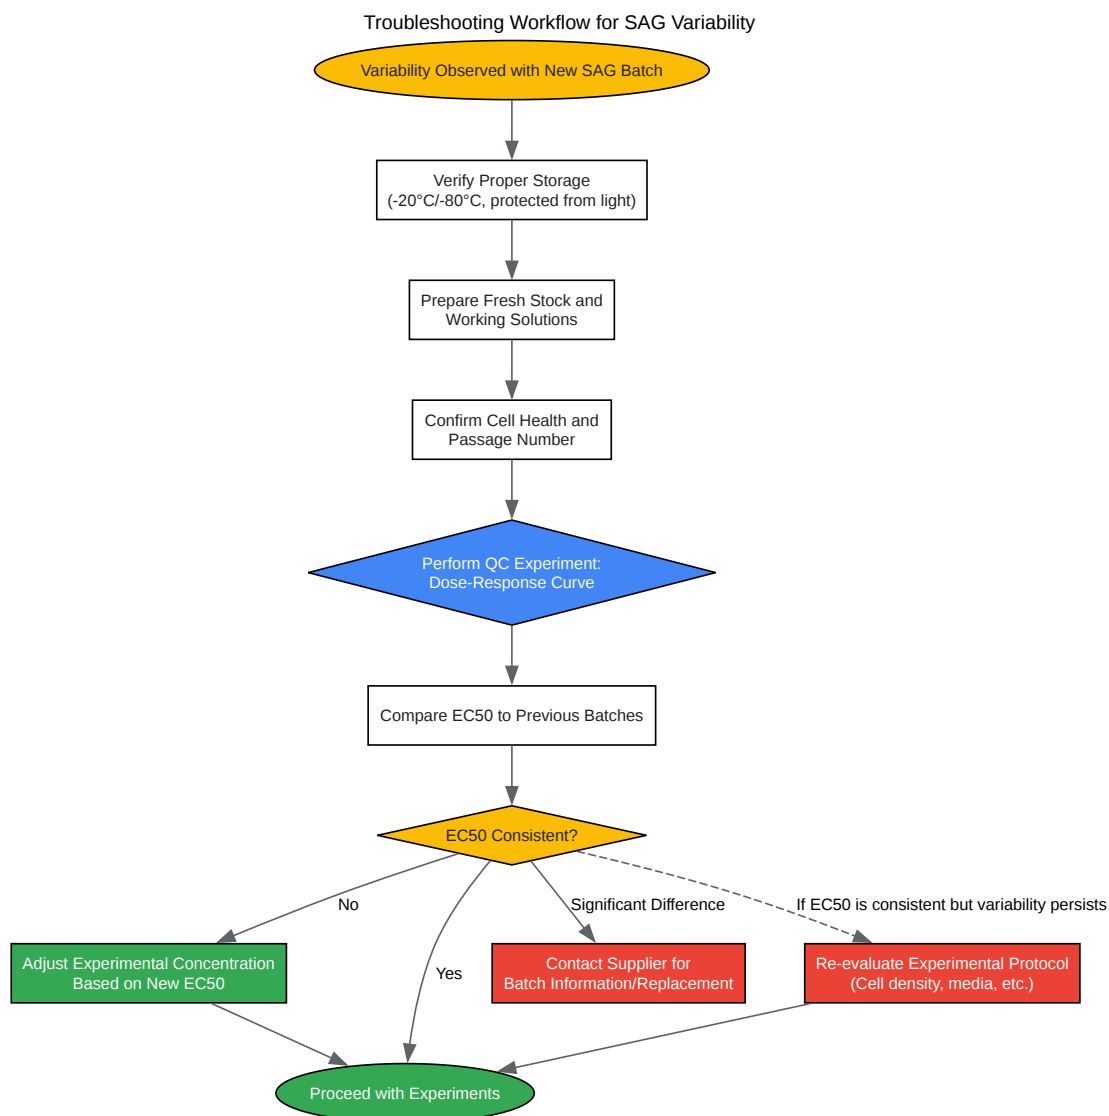 Troubleshooting Workflow for SAG Variability
Variability Observed with New SAG Batch
Verify Proper Storage
(-20°C/-80°C, protected from light)
Prepare Fresh Stock and
Working Solutions
Confirm Cell Health and
Passage Number
Perform QC Experiment:
Dose-Response Curve
Compare EC50 to Previous Batches
EC50 Consistent?
No
Significant Difference
If EC50 is consistent but variability persists
Adjust Experimental Concentration
Based on New EC50
Yes
Contact Supplier for
Batch Information/Replacement
Re-evaluate Experimental Protocol
(Cell density, media, etc.)
Proceed with Experiments